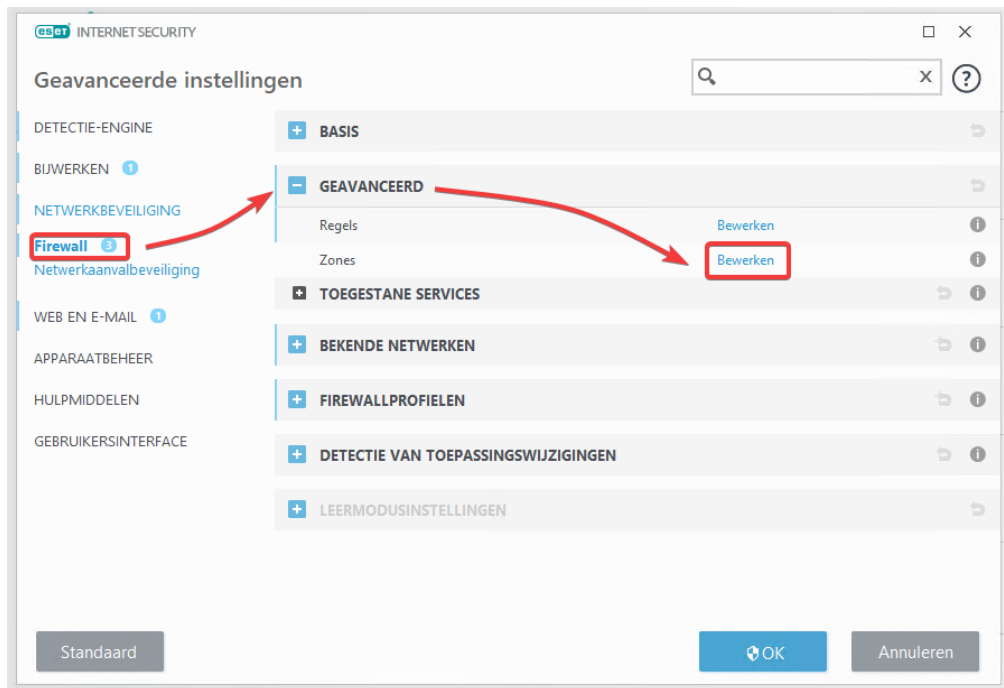 eset INTERNET SECURITY
Geavanceerde instellingen
x
?
DETECTIE-ENGINE
BIJWERKEN 1
NETWERKBEVEILIGING
Firewall 3
Netwerkaanvalbeveiliging
WEB EN E-MAIL 1
APPARAATBEHEER
HULPMIDDELEN
GEBRUIKERSINTERFACE
BASIS
GEAVANCEERD
Regels Bewerken
Zones Bewerken
TOEGESTANE SERVICES
BEKENDE NETWERKEN
FIREWALLPROFIELEN
DETECTIE VAN TOEPASSINGSWIJZIGINGEN
LEERMODUSINSTELLINGEN
Standaard
OK
Annuleren